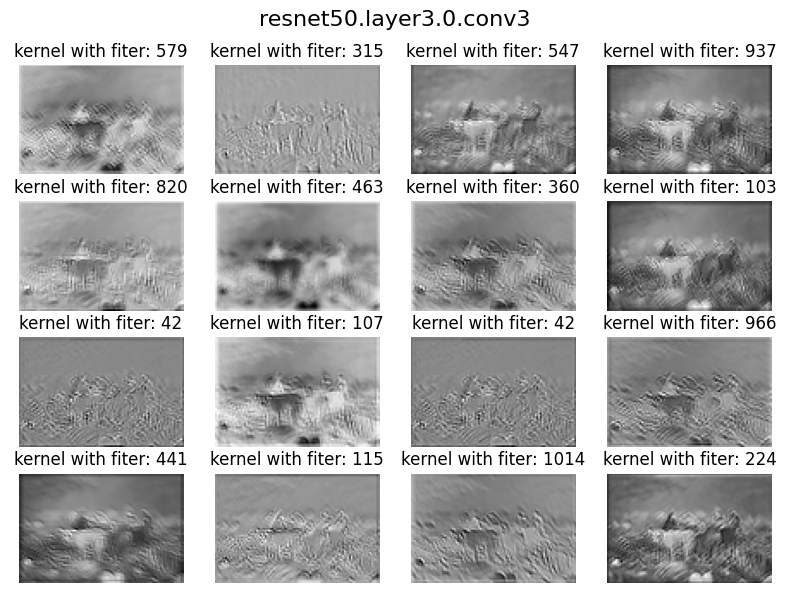 resnet50.layer3.0.conv3
kernel with fiter: 579
kernel with fiter: 315
kernel with fiter: 547
kernel with fiter: 937
kernel with fiter: 820
kernel with fiter: 463
kernel with fiter: 360
kernel with fiter: 103
kernel with fiter: 42
kernel with fiter: 107
kernel with fiter: 42
kernel with fiter: 966
kernel with fiter: 441
kernel with fiter: 115
kernel with fiter: 1014
kernel with fiter: 224